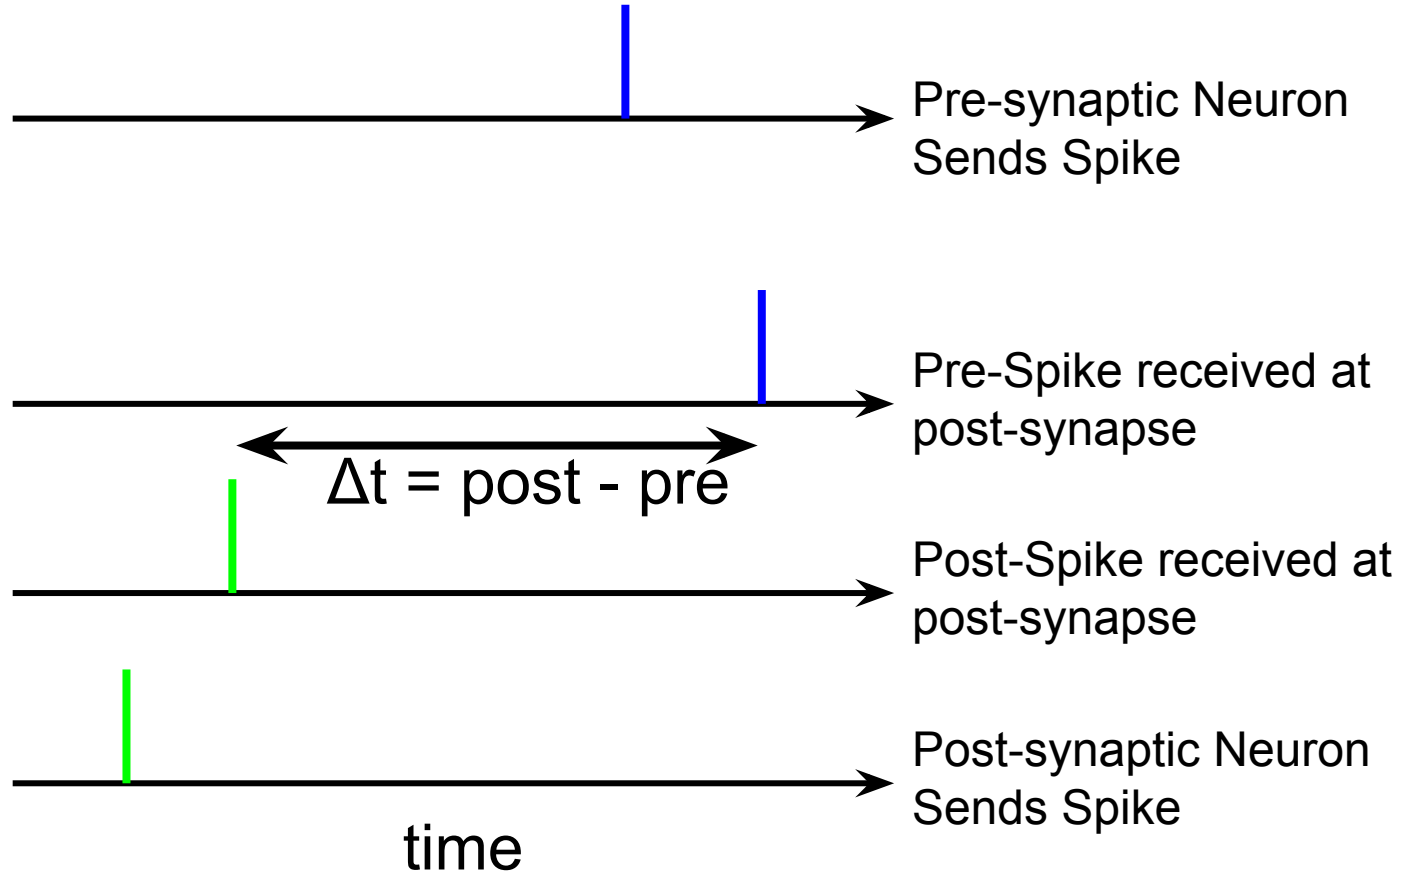 Pre-synaptic Neuron
Sends Spike
Pre-Spike received at
post-synapse
Δt = post - pre
Post-Spike received at
post-synapse
Post-synaptic Neuron
Sends Spike
time